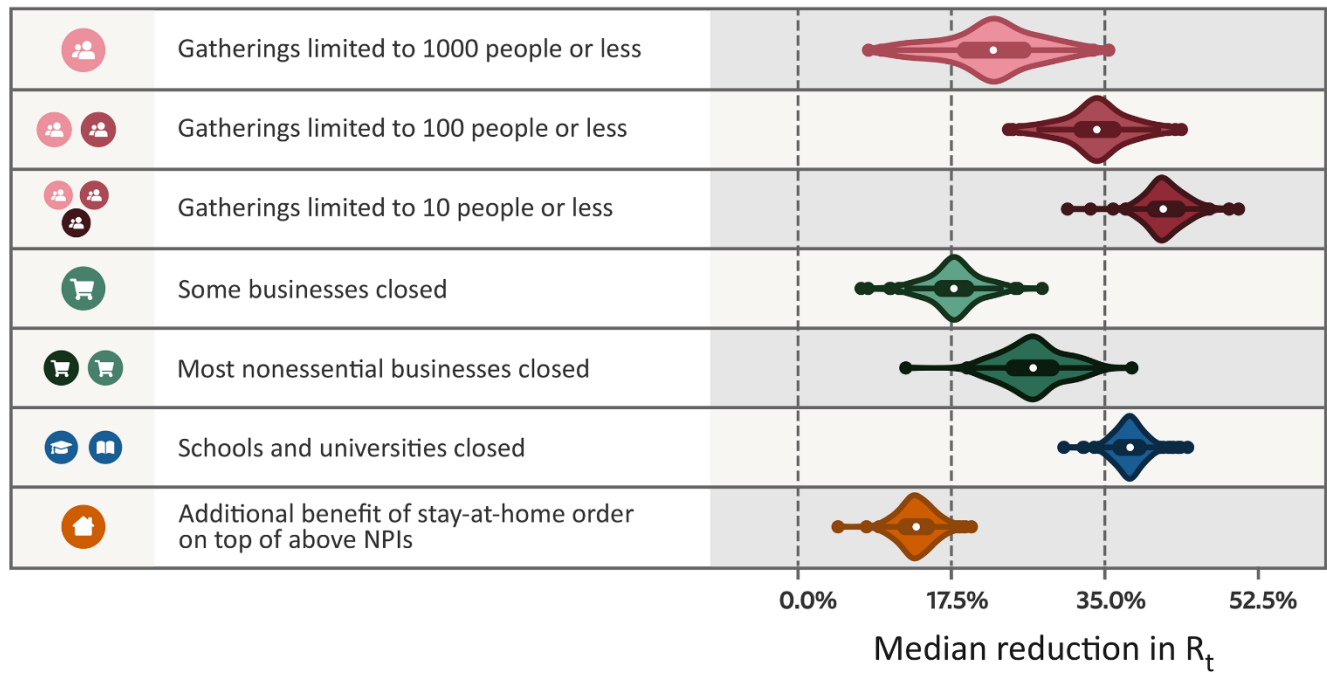 Gatherings limited to 1000 people or less
Gatherings limited to 100 people or less
Gatherings limited to 10 people or less
Some businesses closed
Most nonessential businesses closed
Schools and universities closed
Additional benefit of stay-at-home order
on top of above NPIs
0.0% 17.5% 35.0% 52.5%
Median reduction in Rt